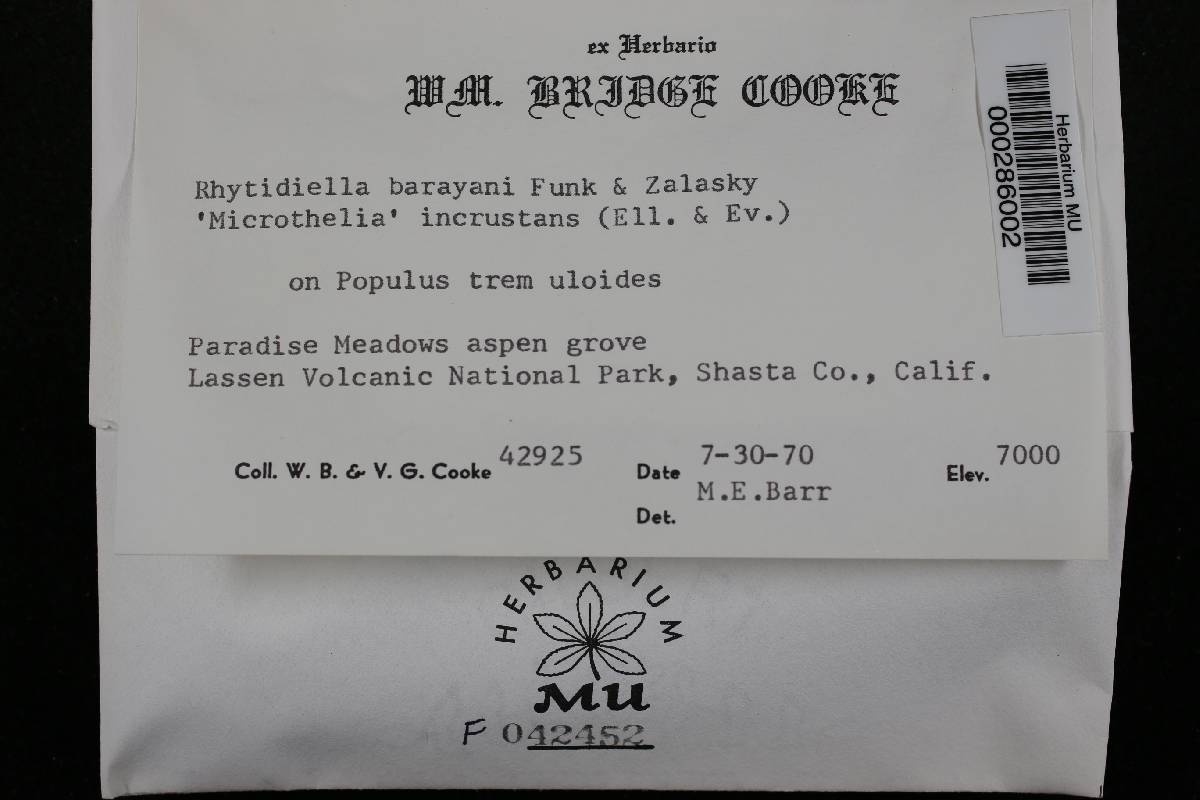 ex Herbario
WM. BRIDGE COOKE
Herbarium MU
000286002
Rhytidiella barayani Funk & Zalasky
'Microthelia' incrustans (Ell. & Ev.)
on Populus trem uloides
Paradise Meadows aspen grove
Lassen Volcanic National Park, Shasta Co., Calif.
Coll. W. B. & V. G. Cooke 42925 Date 7-30-70 Elev. 7000
Det. M.E.Barr
HERBARIUM
MU
F 042452